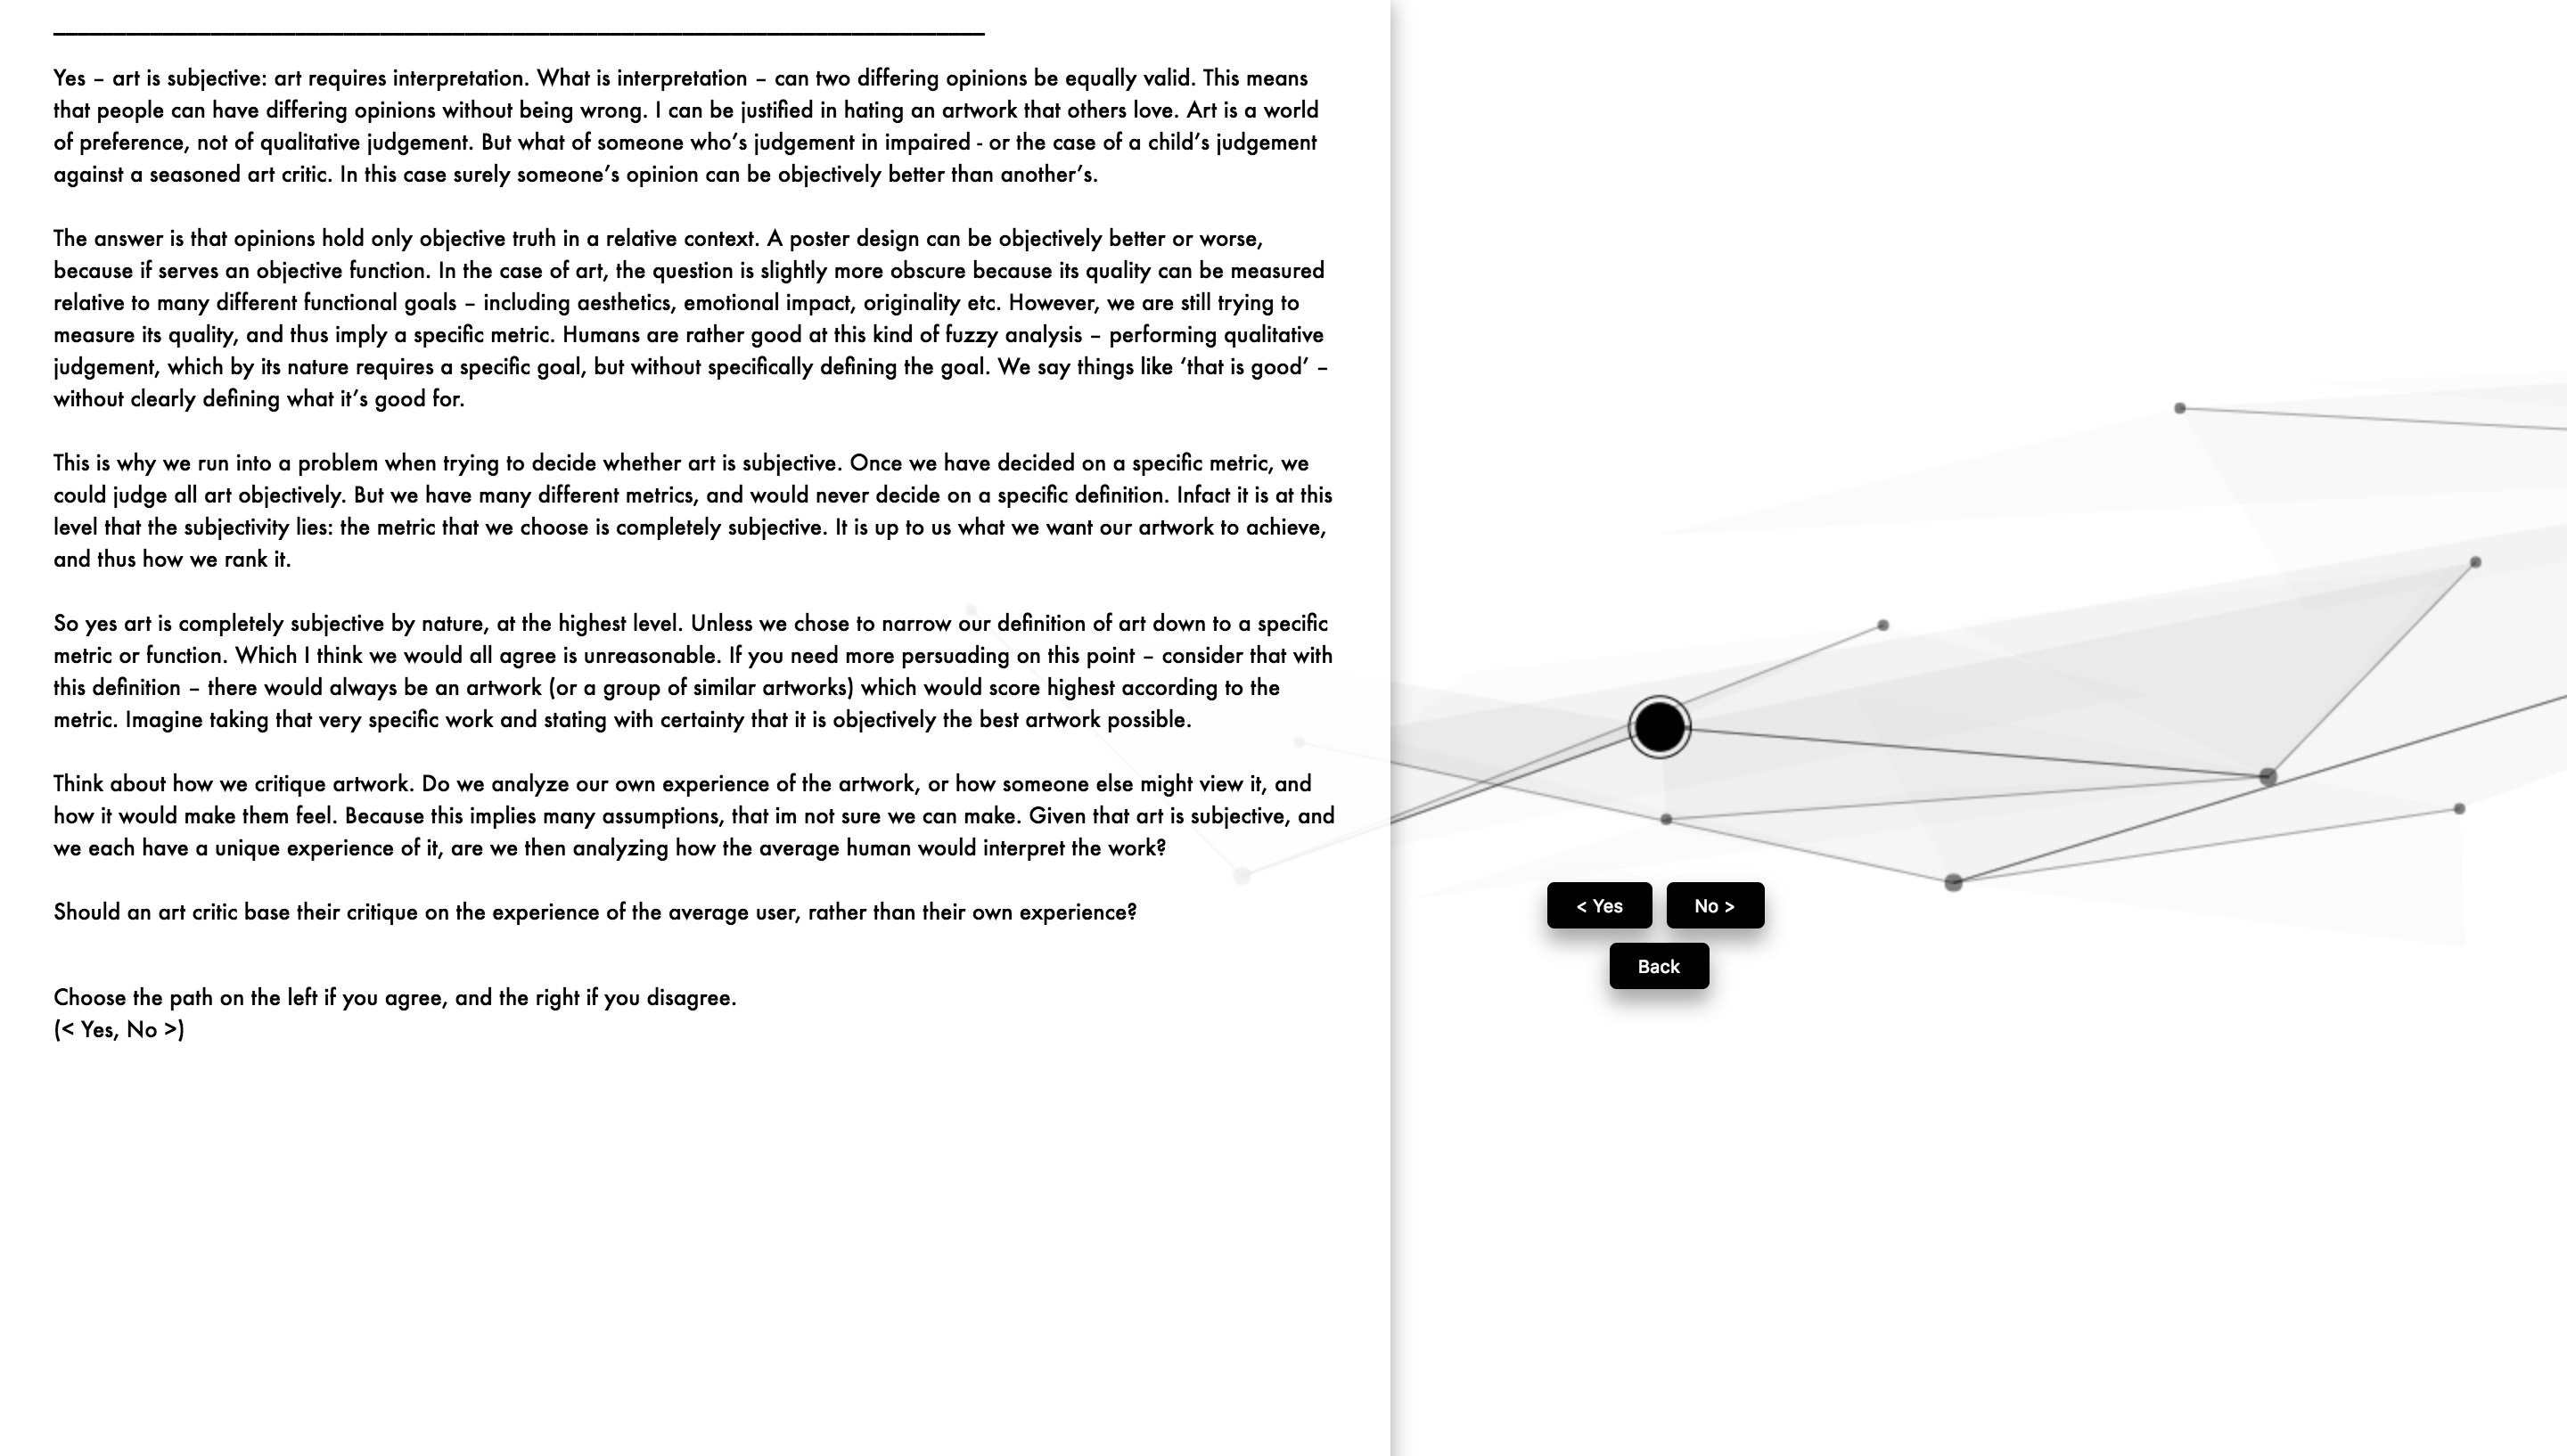 Yes – art is subjective: art requires interpretation. What is interpretation – can two differing opinions be equally valid. This means
that people can have differing opinions without being wrong. I can be justified in hating an artwork that others love. Art is a world
of preference, not of qualitative judgement. But what of someone who’s judgement in impaired - or the case of a child’s judgement
against a seasoned art critic. In this case surely someone’s opinion can be objectively better than another’s.
The answer is that opinions hold only objective truth in a relative context. A poster design can be objectively better or worse,
because if serves an objective function. In the case of art, the question is slightly more obscure because its quality can be measured
relative to many different functional goals – including aesthetics, emotional impact, originality etc. However, we are still trying to
measure its quality, and thus imply a specific metric. Humans are rather good at this kind of fuzzy analysis – performing qualitative
judgement, which by its nature requires a specific goal, but without specifically defining the goal. We say things like ‘that is good’ –
without clearly defining what it’s good for.
This is why we run into a problem when trying to decide whether art is subjective. Once we have decided on a specific metric, we
could judge all art objectively. But we have many different metrics, and would never decide on a specific definition. Infact it is at this
level that the subjectivity lies: the metric that we choose is completely subjective. It is up to us what we want our artwork to achieve,
and thus how we rank it.
So yes art is completely subjective by nature, at the highest level. Unless we chose to narrow our definition of art down to a specific
metric or function. Which I think we would all agree is unreasonable. If you need more persuading on this point – consider that with
this definition – there would always be an artwork (or a group of similar artworks) which would score highest according to the
metric. Imagine taking that very specific work and stating with certainty that it is objectively the best artwork possible.
Think about how we critique artwork. Do we analyze our own experience of the artwork, or how someone else might view it, and
how it would make them feel. Because this implies many assumptions, that im not sure we can make. Given that art is subjective, and
we each have a unique experience of it, are we then analyzing how the average human would interpret the work?
Should an art critic base their critique on the experience of the average user, rather than their own experience?
Choose the path on the left if you agree, and the right if you disagree.
(< Yes, No >)
< Yes
No >
Back